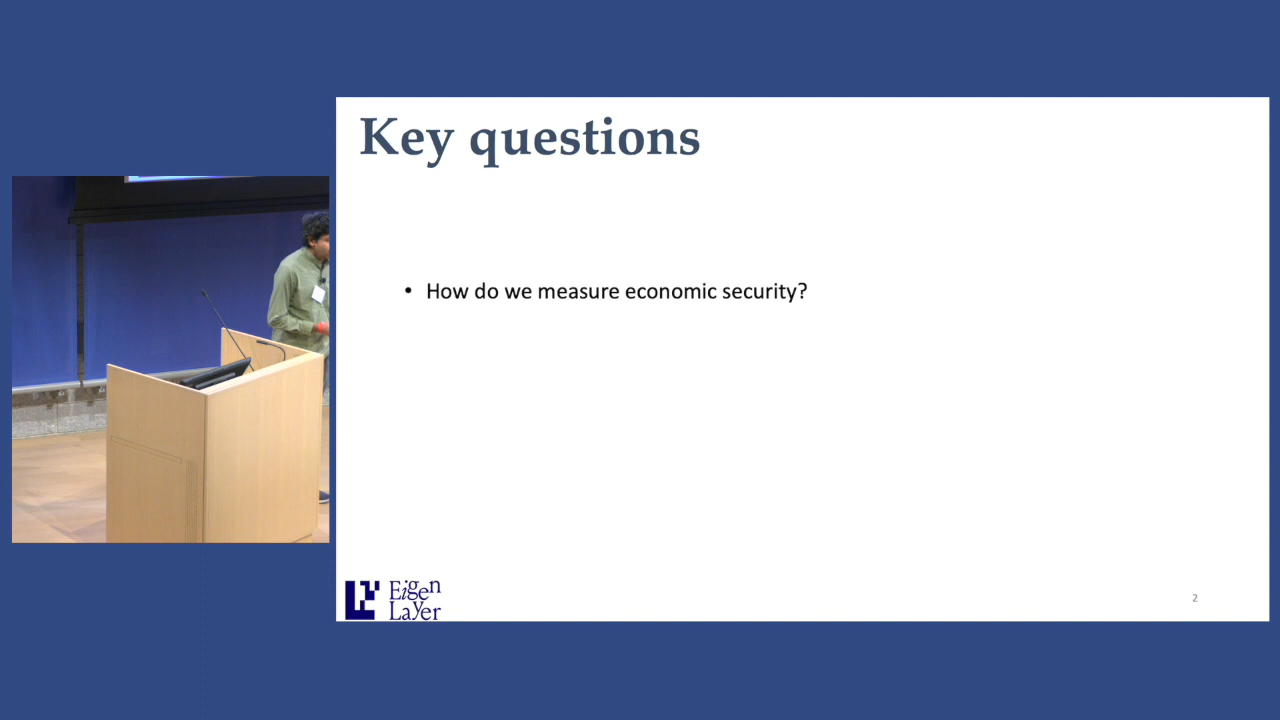 Key questions
• How do we measure economic security?
Eigen
Layer
2